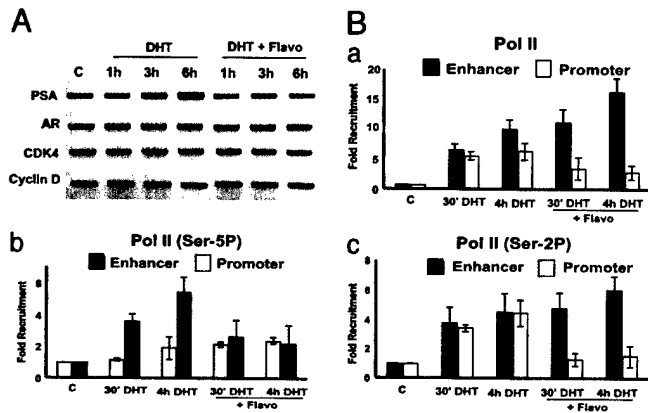 A
DHT
DHT + Flavo
C 1h 3h 6h 1h 3h 6h
PSA
AR
CDK4
Cyclin D
B
a
Pol II
Enhancer Promoter
Fold Recruitment
20
15
10
5
0
C 30' DHT 4h DHT 30' DHT 4h DHT
+ Flavo
b
Pol II (Ser-5P)
Enhancer Promoter
Fold Recruitment
4
2
0
C 30' DHT 4h DHT 30' DHT 4h DHT
+ Flavo
c
Pol II (Ser-2P)
Enhancer Promoter
Fold Recruitment
8
6
4
2
0
C 30' DHT 4h DHT 30' DHT 4h DHT
+ Flavo